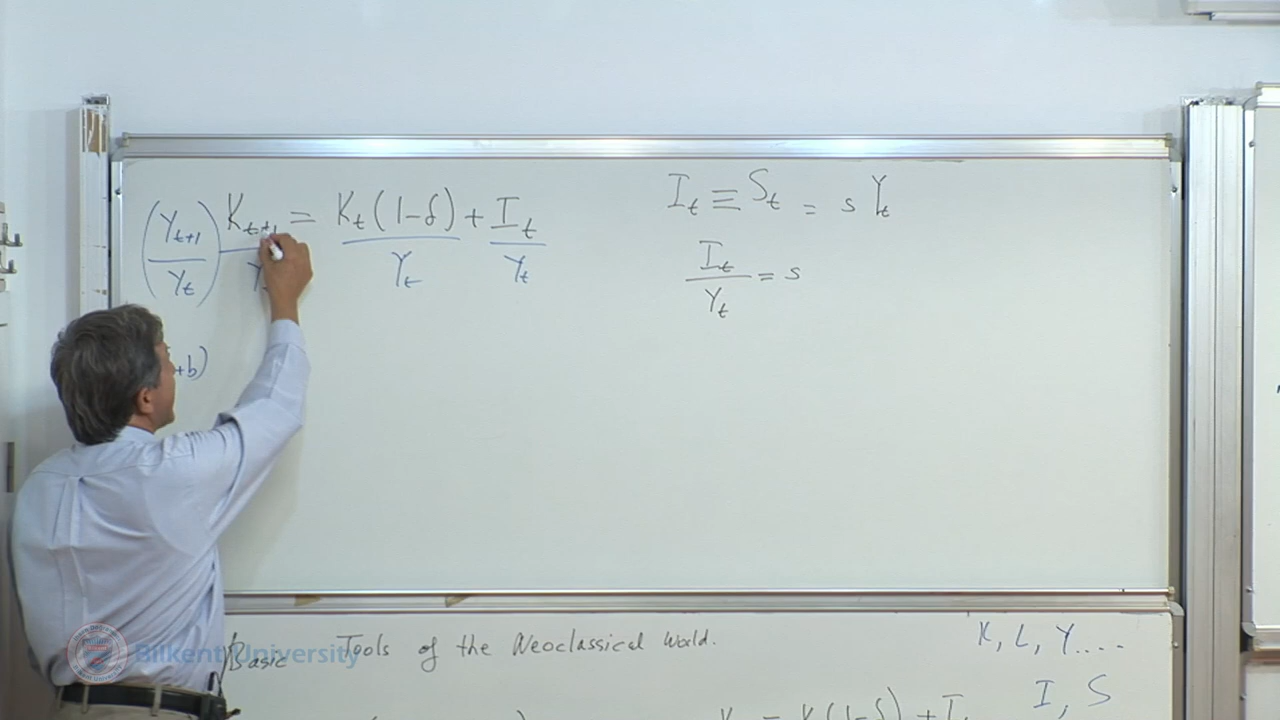 (Y_{t+1} / Y_t) K_{t+1} / Y = K_t (1-δ) / Y_t + I_t / Y_t
I_t ≡ S_t = s Y_t
I_t / Y_t = s
+b)
Basic Tools of the Neoclassical World.
K, L, Y....
I, S
K = K(1-δ) + I
Bilkent University